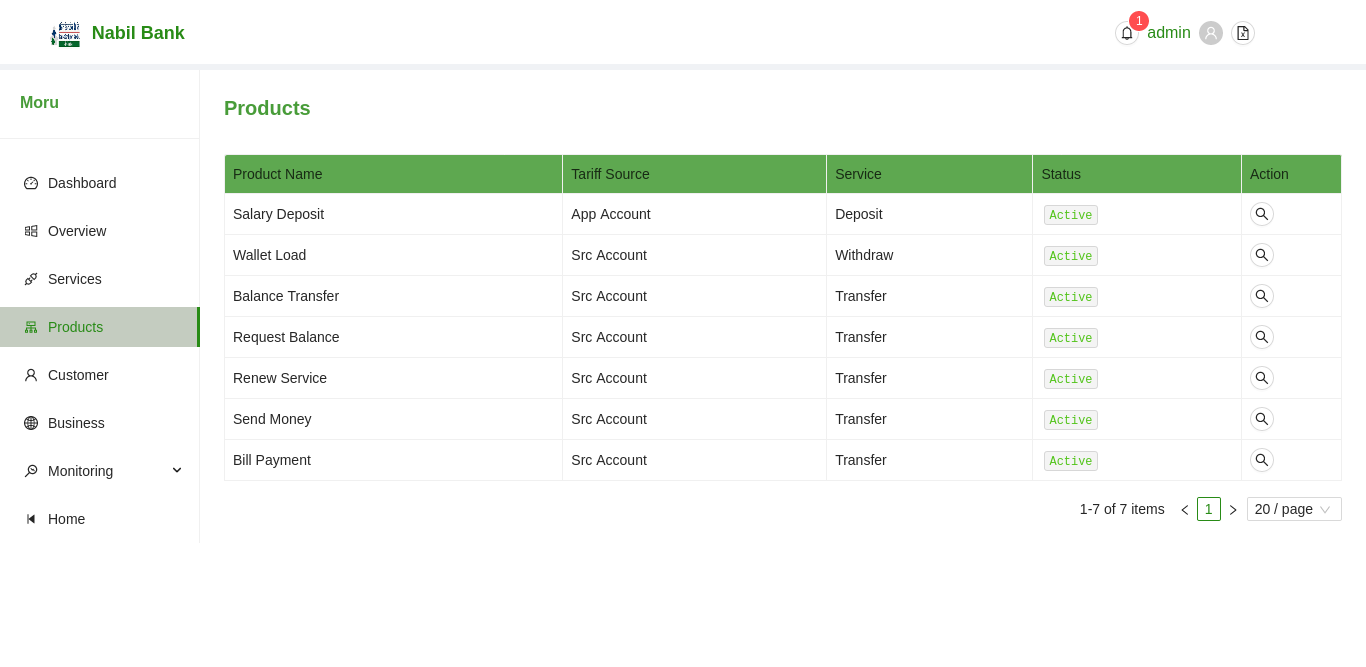 Nabil Bank
1
admin
Moru
Products
Dashboard
Overview
Services
Products
Customer
Business
Monitoring
Home
Product Name Tariff Source Service Status Action
Salary Deposit App Account Deposit Active
Wallet Load Src Account Withdraw Active
Balance Transfer Src Account Transfer Active
Request Balance Src Account Transfer Active
Renew Service Src Account Transfer Active
Send Money Src Account Transfer Active
Bill Payment Src Account Transfer Active
1-7 of 7 items 1 20 / page